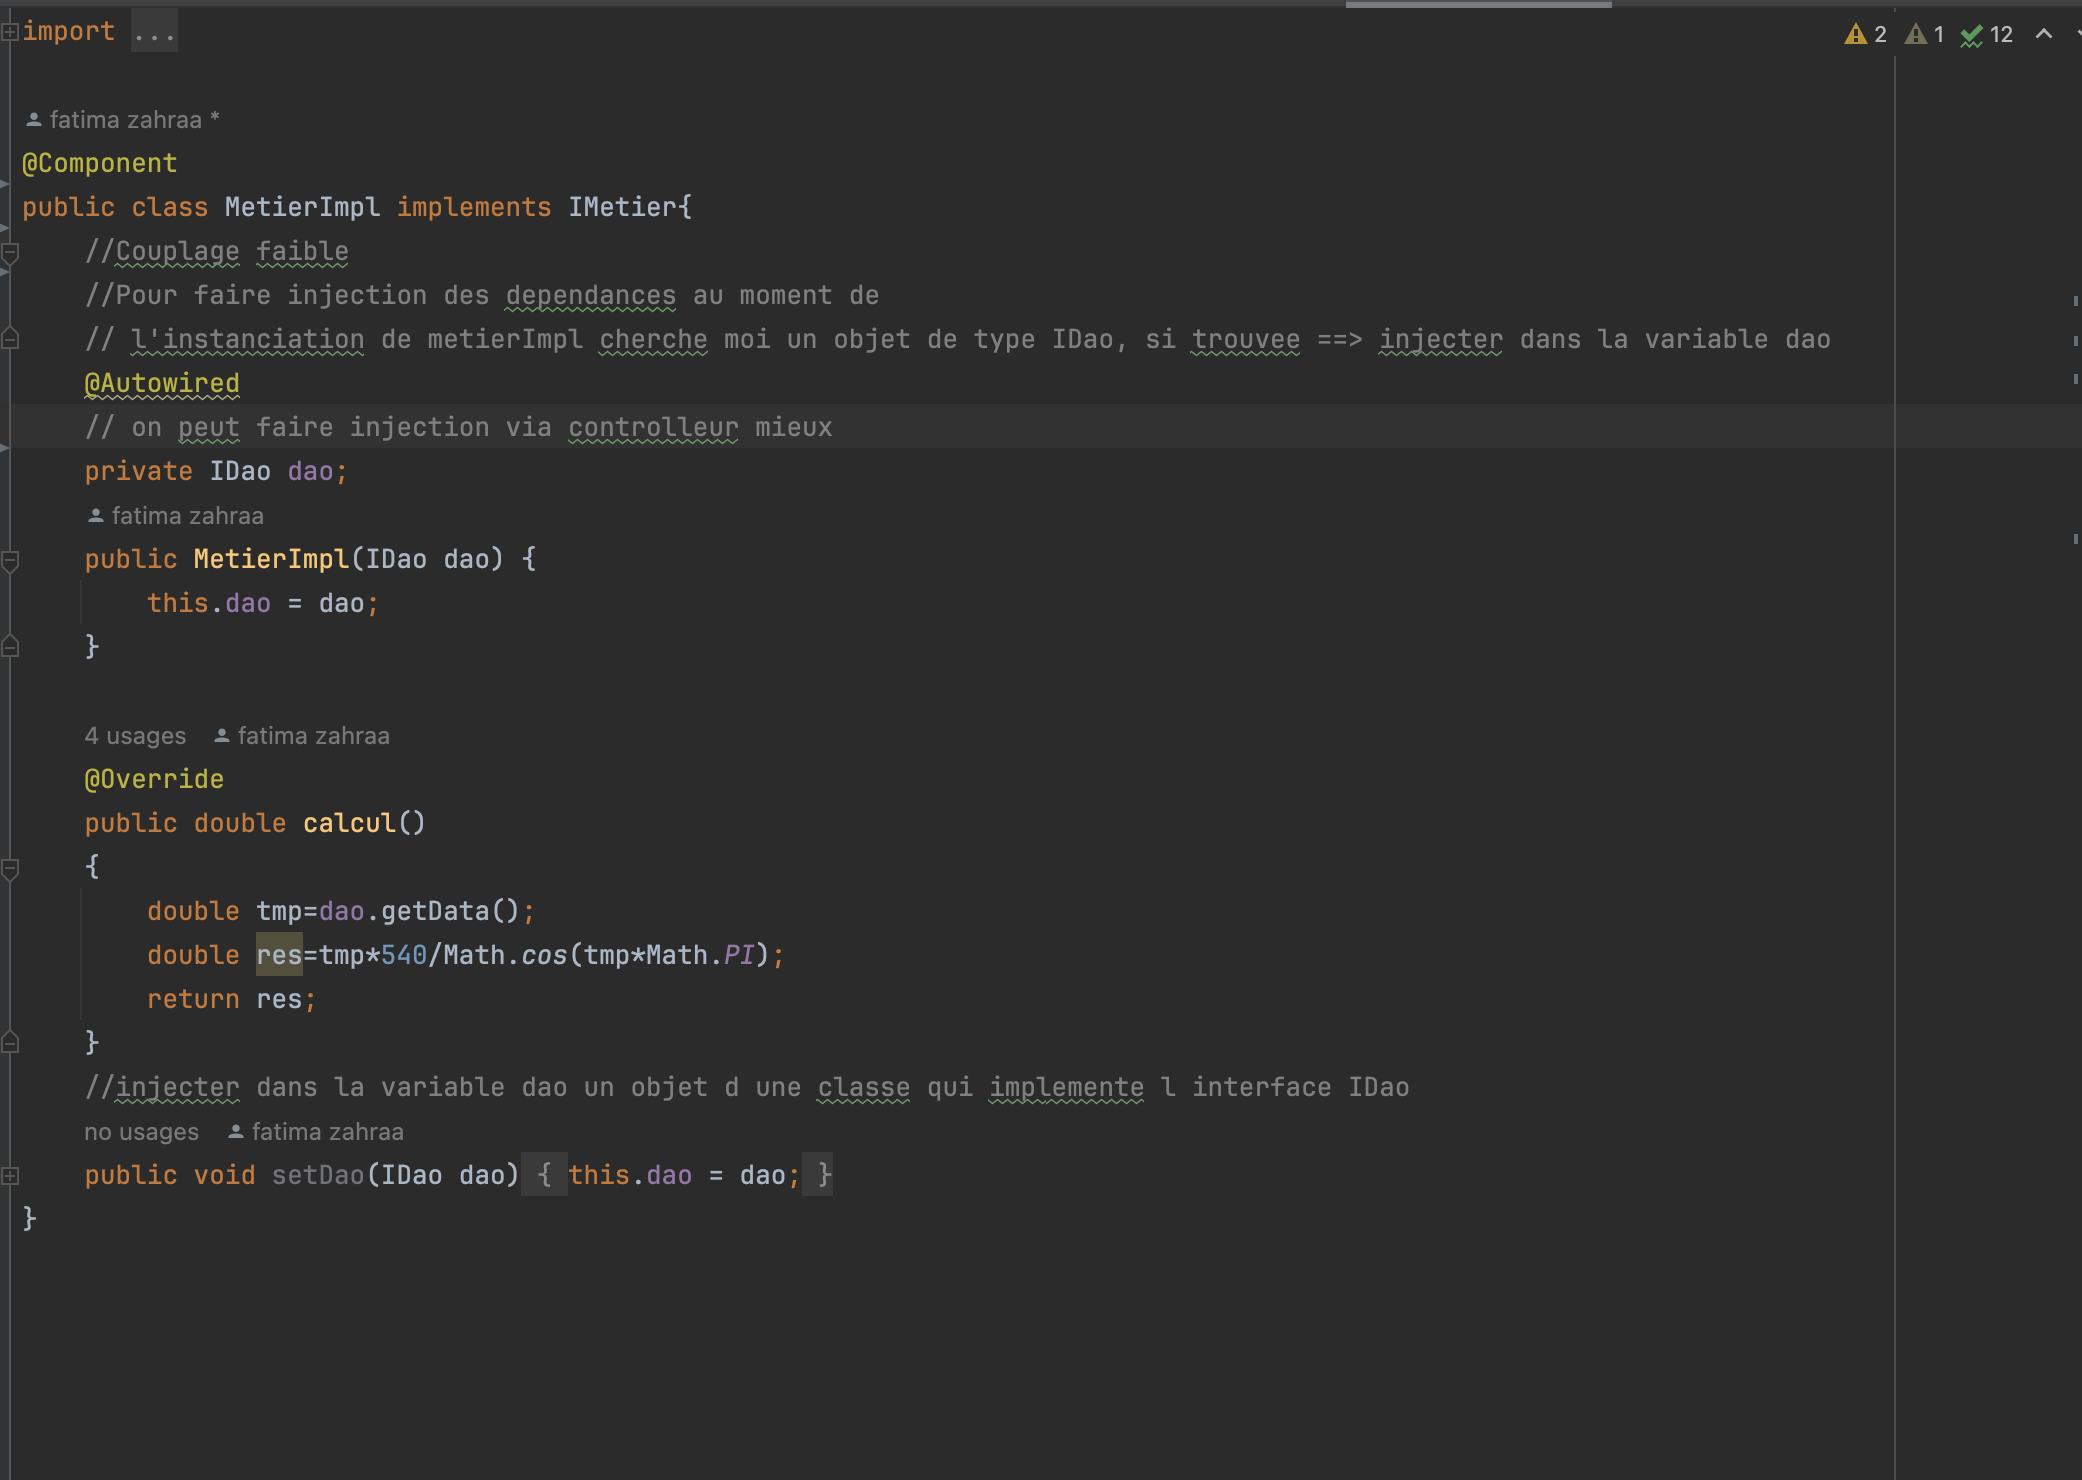 import ...
2 1 12
fatima zahraa *
@Component
public class MetierImpl implements IMetier{
//Couplage faible
//Pour faire injection des dependances au moment de
// l'instanciation de metierImpl cherche moi un objet de type IDao, si trouvee ==> injecter dans la variable dao
@Autowired
// on peut faire injection via controlleur mieux
private IDao dao;
fatima zahraa
public MetierImpl(IDao dao) {
this.dao = dao;
}
4 usages fatima zahraa
@Override
public double calcul()
{
double tmp=dao.getData();
double res=tmp*540/Math.cos(tmp*Math.PI);
return res;
}
//injecter dans la variable dao un objet d une classe qui implemente l interface IDao
no usages fatima zahraa
public void setDao(IDao dao) { this.dao = dao; }
}